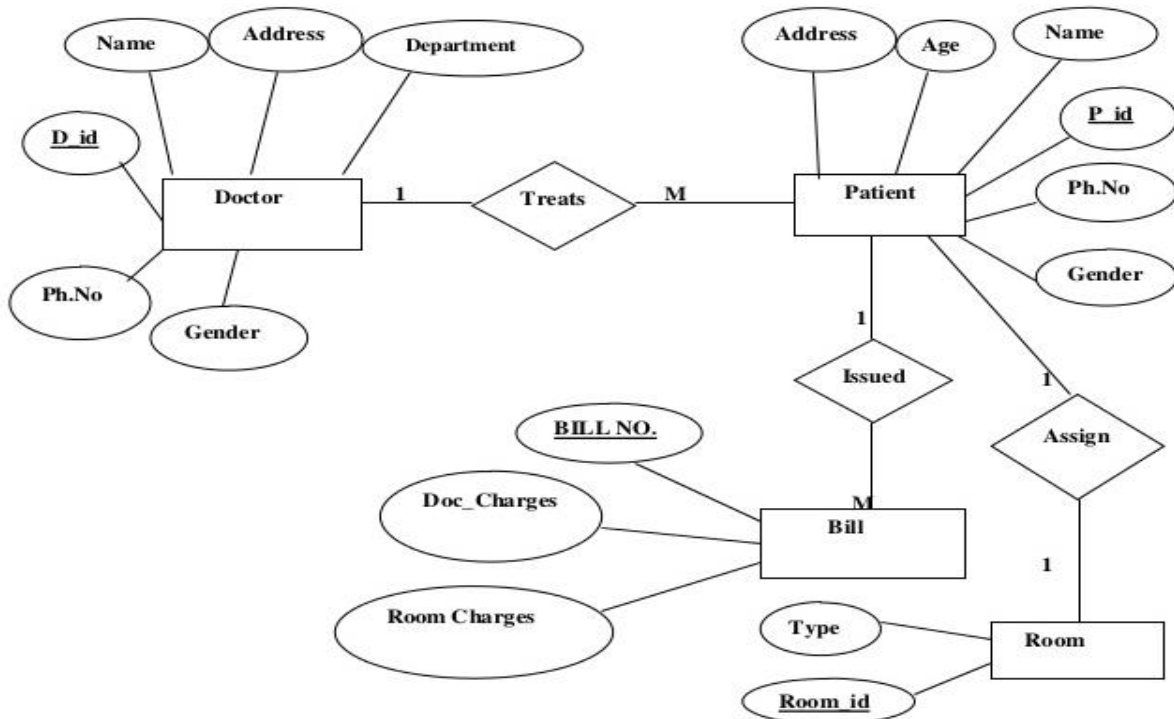 Name
Address
Department
Address
Age
Name
D_id
P_id
Doctor
1
Treats
M
Patient
Ph.No
Ph.No
Gender
Gender
1
Issued
1
Assign
BILL NO.
Doc_Charges
M
Bill
1
Room Charges
Type
Room
Room_id